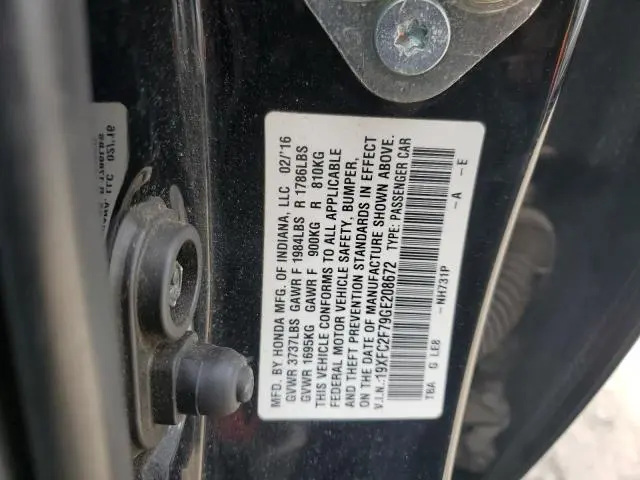 MFD. BY HONDA MFG. OF INDIANA, LLC 02/'16
GVWR 3737LBS GAWR F 1984LBS R 1786LBS
GVWR 1695KG GAWR F 900KG R 810KG
THIS VEHICLE CONFORMS TO ALL APPLICABLE
FEDERAL MOTOR VEHICLE SAFETY, BUMPER,
AND THEFT PREVENTION STANDARDS IN EFFECT
ON THE DATE OF MANUFACTURE SHOWN ABOVE.
V.I.N.:19XFC2F79GE208672 TYPE: PASSENGER CAR
-NH731P -A -E
TBA G LE8